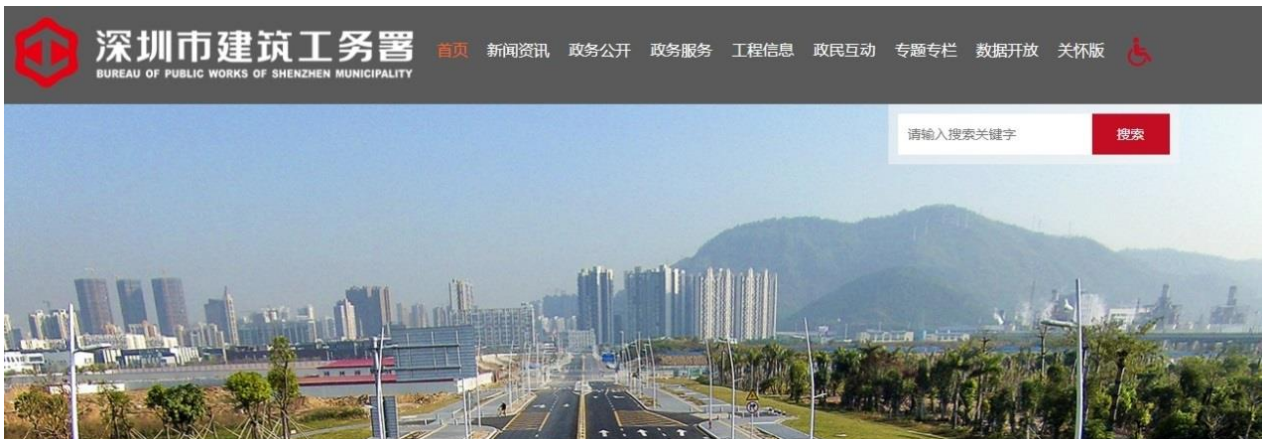 深圳市建筑工务署
BUREAU OF PUBLIC WORKS OF SHENZHEN MUNICIPALITY
首页 新闻资讯 政务公开 政务服务 工程信息 政民互动 专题专栏 数据开放 关怀版
请输入搜索关键字 搜索